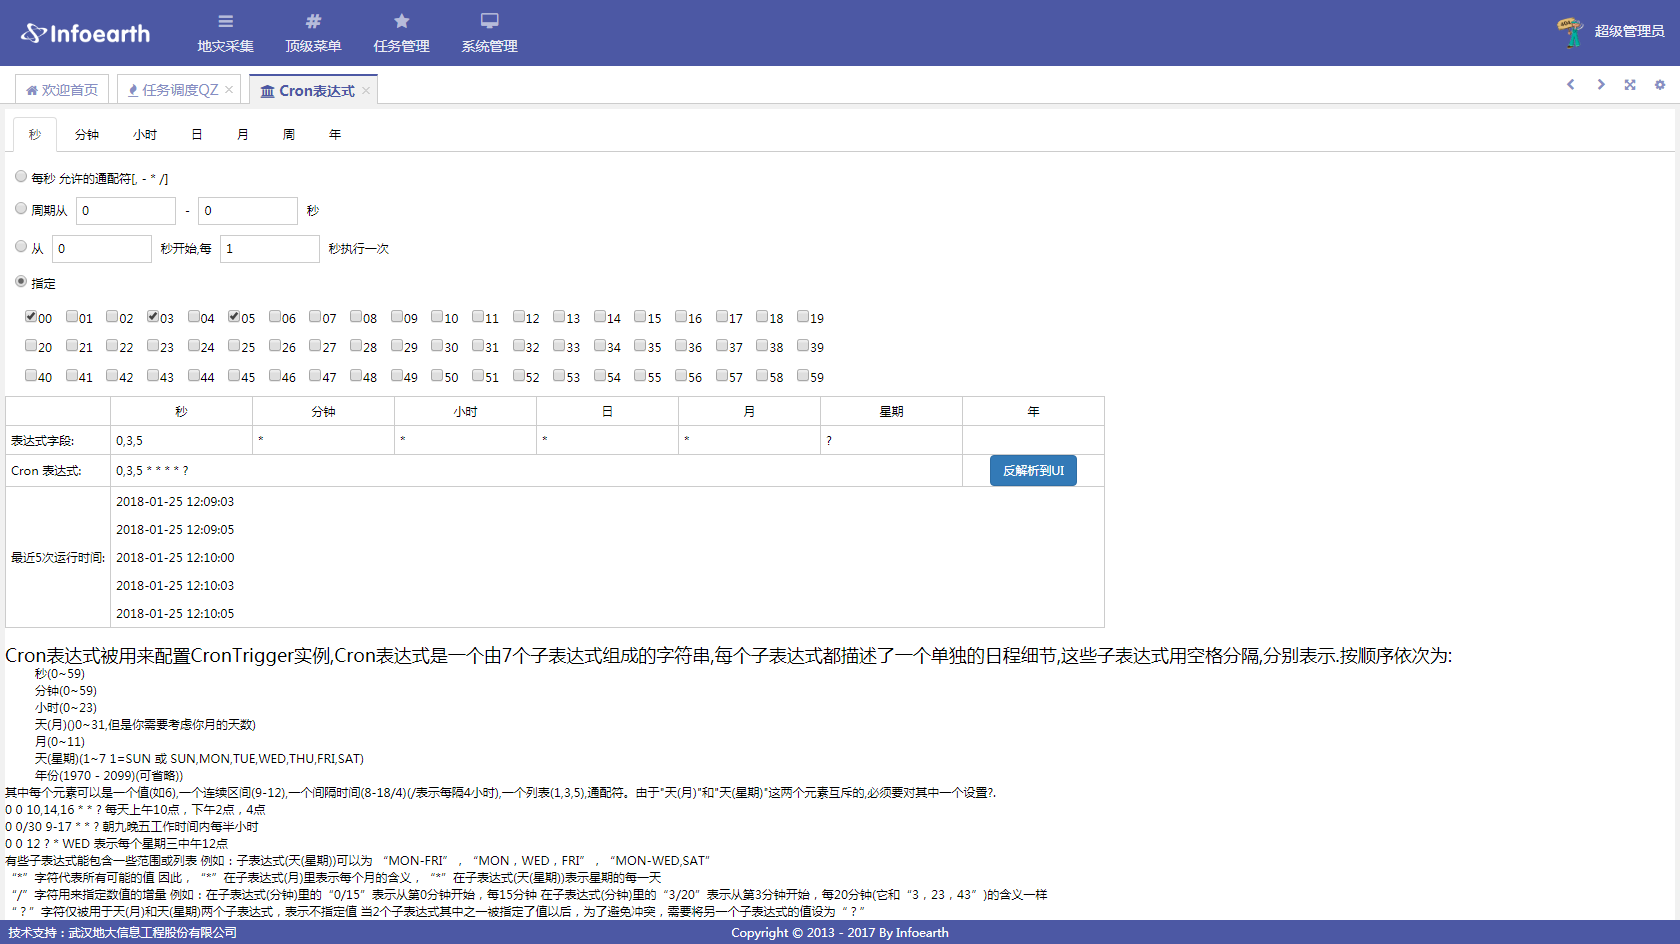 Infoearth
地灾采集 顶级菜单 任务管理 系统管理
超级管理员
欢迎首页 任务调度QZ Cron表达式
秒 分钟 小时 日 月 周 年
每秒 允许的通配符[, - * /]
周期从 0 - 0 秒
从 0 秒开始,每 1 秒执行一次
指定
00 01 02 03 04 05 06 07 08 09 10 11 12 13 14 15 16 17 18 19
20 21 22 23 24 25 26 27 28 29 30 31 32 33 34 35 36 37 38 39
40 41 42 43 44 45 46 47 48 49 50 51 52 53 54 55 56 57 58 59
秒 分钟 小时 日 月 星期 年
表达式字段: 0,3,5 * * * * ?
Cron 表达式: 0,3,5 * * * * ? 反解析到UI
最近5次运行时间:
2018-01-25 12:09:03
2018-01-25 12:09:05
2018-01-25 12:10:00
2018-01-25 12:10:03
2018-01-25 12:10:05
Cron表达式被用来配置CronTrigger实例,Cron表达式是一个由7个子表达式组成的字符串,每个子表达式都描述了一个单独的日程细节,这些子表达式用空格分隔,分别表示.按顺序依次为:
秒(0~59)
分钟(0~59)
小时(0~23)
天(月)()0~31,但是你需要考虑你月的天数)
月(0~11)
天(星期)(1~7 1=SUN 或 SUN,MON,TUE,WED,THU,FRI,SAT)
年份(1970 - 2099)(可省略))
其中每个元素可以是一个值(如6),一个连续区间(9-12),一个间隔时间(8-18/4)(/表示每隔4小时),一个列表(1,3,5),通配符。由于"天(月)"和"天(星期)"这两个元素互斥的,必须要对其中一个设置?.
0 0 10,14,16 * * ? 每天上午10点，下午2点，4点
0 0/30 9-17 * * ? 朝九晚五工作时间内每半小时
0 0 12 ? * WED 表示每个星期三中午12点
有些子表达式能包含一些范围或列表 例如：子表达式(天(星期))可以为 “MON-FRI”，“MON，WED，FRI”，“MON-WED,SAT”
“*”字符代表所有可能的值 因此，“*”在子表达式(月)里表示每个月的含义，“*”在子表达式(天(星期))表示星期的每一天
“/”字符用来指定数值的增量 例如：在子表达式(分钟)里的“0/15”表示从第0分钟开始，每15分钟 在子表达式(分钟)里的“3/20”表示从第3分钟开始，每20分钟(它和“3，23，43”)的含义一样
“？”字符仅被用于天(月)和天(星期)两个子表达式，表示不指定值 当2个子表达式其中之一被指定了值以后，为了避免冲突，需要将另一个子表达式的值设为“？”
技术支持：武汉地大信息工程股份有限公司 Copyright © 2013 - 2017 By Infoearth